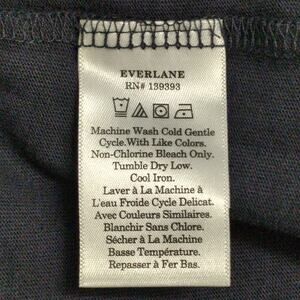 EVERLANE
RN# 139393
Machine Wash Cold Gentle
Cycle.With Like Colors.
Non-Chlorine Bleach Only.
Tumble Dry Low.
Cool Iron.
Laver à La Machine à
L'eau Froide Cycle Delicat.
Avec Couleurs Similaires.
Blanchir Sans Chlore.
Sécher à La Machine
Basse Température.
Repasser à Fer Bas.